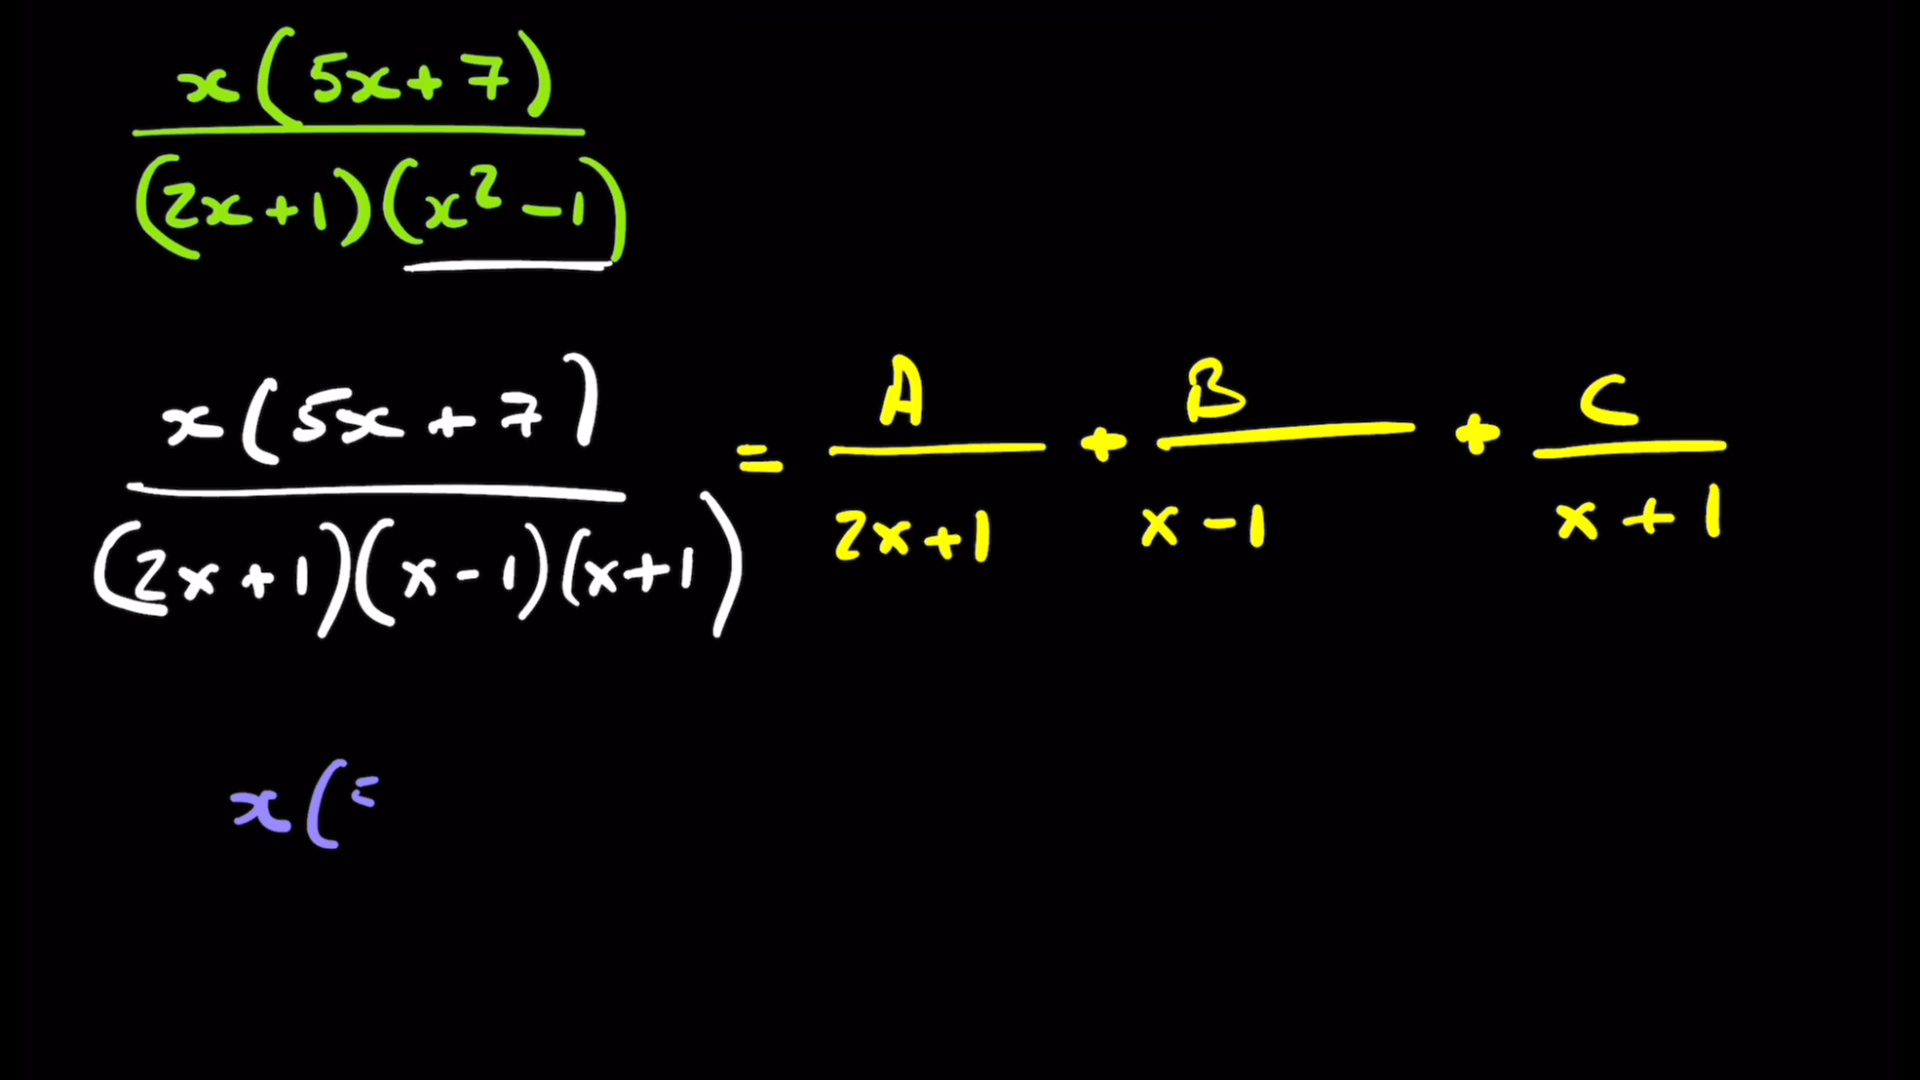 x(5x+7)
(2x+1)(x²-1)
x(5x+7) = A + B + C
(2x+1)(x-1)(x+1) 2x+1 x-1 x+1
x(